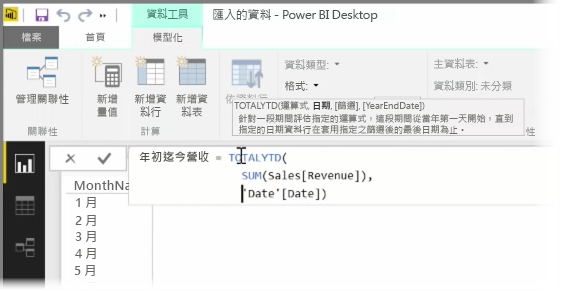 資料工具
匯入的資料 - Power BI Desktop
檔案
首頁
模型化
管理關聯性
新增
量值
新增資
料行
新增資
料表
依資料行
資料類型:
格式:
主資料表:
資料類別: 未分類
關聯性
計算
性
TOTALYTD(運算式, 日期, [篩選], [YearEndDate])
針對一段期間評估指定的運算式，這段期間從當年第一天開始，直到
指定的日期資料行在套用指定之篩選後的最後日期為止。
年初迄今營收 = TOTALYTD(
SUM(Sales[Revenue]),
'Date'[Date])
MonthNa
1 月
2 月
3 月
4 月
5 月